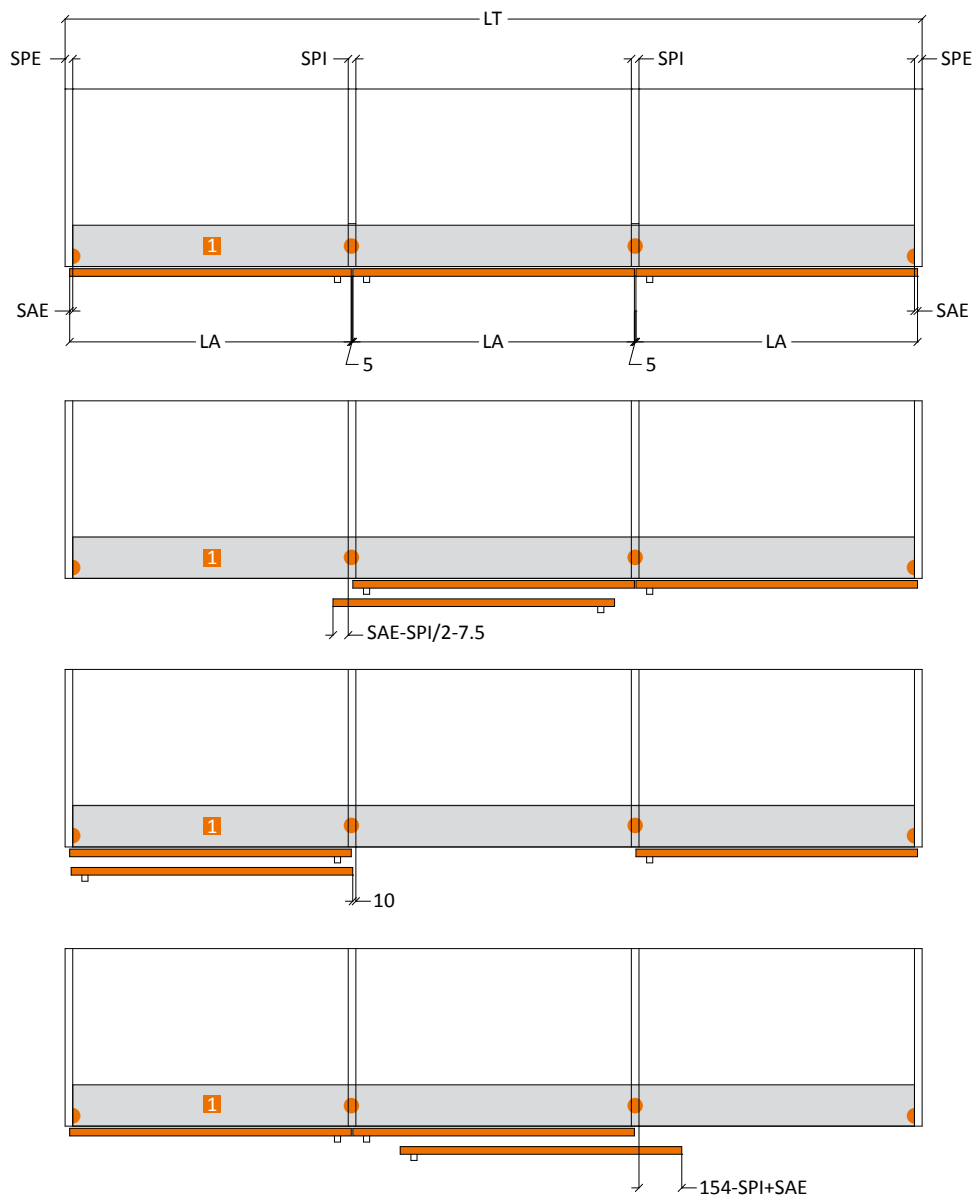 LT
SPE SPI SPI SPE
1
SAE SAE
LA LA LA
5 5
1
SAE-SPI/2-7.5
1
10
1
154-SPI+SAE